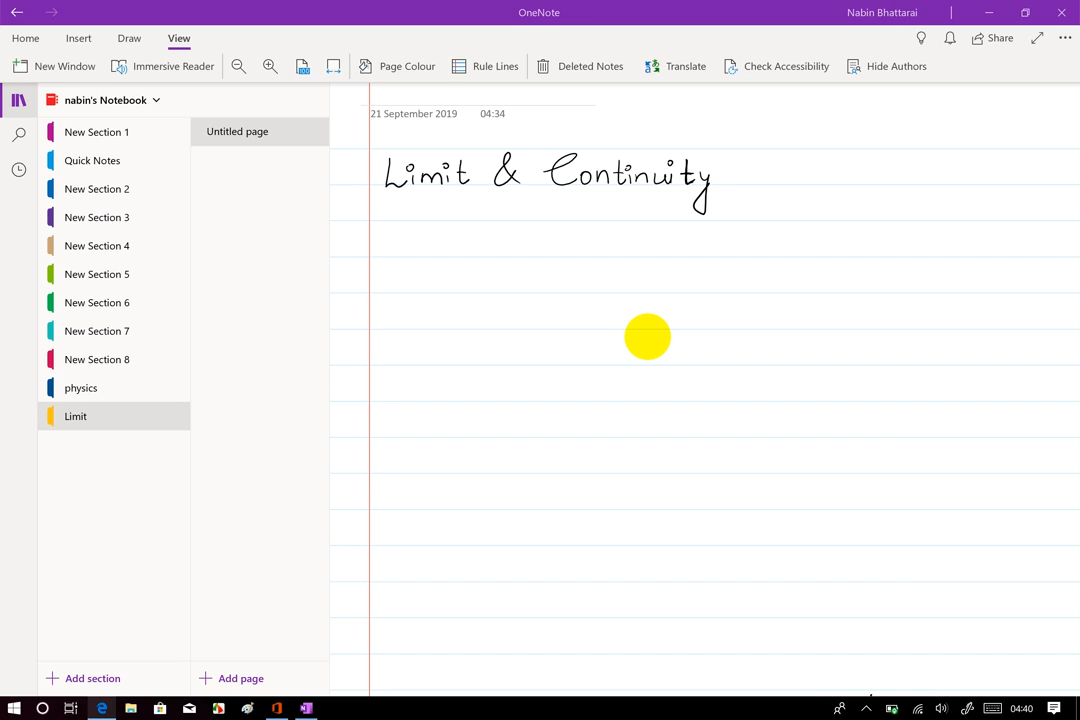 OneNote
Nabin Bhattarai
Home Insert Draw View
Share
New Window Immersive Reader Page Colour Rule Lines Deleted Notes Translate Check Accessibility Hide Authors
nabin's Notebook
New Section 1
Quick Notes
New Section 2
New Section 3
New Section 4
New Section 5
New Section 6
New Section 7
New Section 8
physics
Limit
Untitled page
21 September 2019 04:34
Limit & Continuity
Add section
Add page
04:40